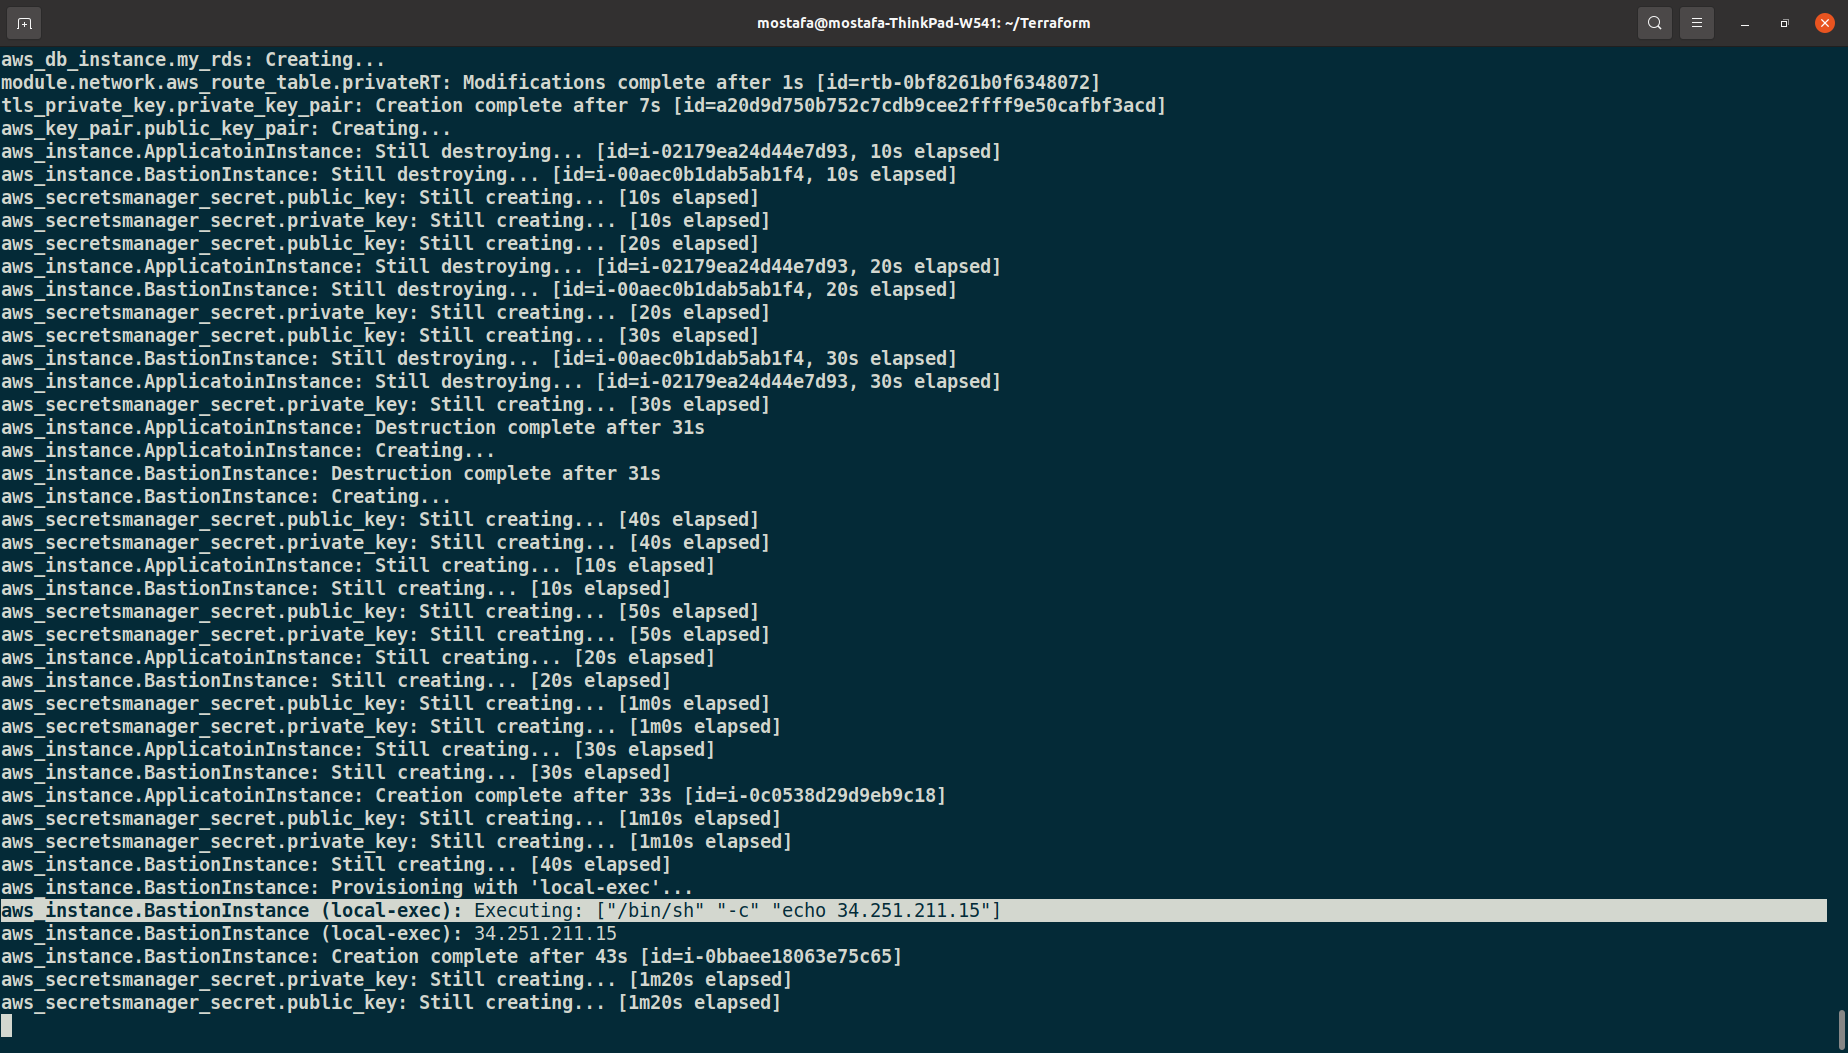 mostafa@mostafa-ThinkPad-W541: ~/Terraform
aws_db_instance.my_rds: Creating...
module.network.aws_route_table.privateRT: Modifications complete after 1s [id=rtb-0bf8261b0f6348072]
tls_private_key.private_key_pair: Creation complete after 7s [id=a20d9d750b752c7cdb9cee2ffff9e50cafbf3acd]
aws_key_pair.public_key_pair: Creating...
aws_instance.ApplicatoinInstance: Still destroying... [id=i-02179ea24d44e7d93, 10s elapsed]
aws_instance.BastionInstance: Still destroying... [id=i-00aec0b1dab5ab1f4, 10s elapsed]
aws_secretsmanager_secret.public_key: Still creating... [10s elapsed]
aws_secretsmanager_secret.private_key: Still creating... [10s elapsed]
aws_secretsmanager_secret.public_key: Still creating... [20s elapsed]
aws_instance.ApplicatoinInstance: Still destroying... [id=i-02179ea24d44e7d93, 20s elapsed]
aws_instance.BastionInstance: Still destroying... [id=i-00aec0b1dab5ab1f4, 20s elapsed]
aws_secretsmanager_secret.private_key: Still creating... [20s elapsed]
aws_secretsmanager_secret.public_key: Still creating... [30s elapsed]
aws_instance.BastionInstance: Still destroying... [id=i-00aec0b1dab5ab1f4, 30s elapsed]
aws_instance.ApplicatoinInstance: Still destroying... [id=i-02179ea24d44e7d93, 30s elapsed]
aws_secretsmanager_secret.private_key: Still creating... [30s elapsed]
aws_instance.ApplicatoinInstance: Destruction complete after 31s
aws_instance.ApplicatoinInstance: Creating...
aws_instance.BastionInstance: Destruction complete after 31s
aws_instance.BastionInstance: Creating...
aws_secretsmanager_secret.public_key: Still creating... [40s elapsed]
aws_secretsmanager_secret.private_key: Still creating... [40s elapsed]
aws_instance.ApplicatoinInstance: Still creating... [10s elapsed]
aws_instance.BastionInstance: Still creating... [10s elapsed]
aws_secretsmanager_secret.public_key: Still creating... [50s elapsed]
aws_secretsmanager_secret.private_key: Still creating... [50s elapsed]
aws_instance.ApplicatoinInstance: Still creating... [20s elapsed]
aws_instance.BastionInstance: Still creating... [20s elapsed]
aws_secretsmanager_secret.public_key: Still creating... [1m0s elapsed]
aws_secretsmanager_secret.private_key: Still creating... [1m0s elapsed]
aws_instance.ApplicatoinInstance: Still creating... [30s elapsed]
aws_instance.BastionInstance: Still creating... [30s elapsed]
aws_instance.ApplicatoinInstance: Creation complete after 33s [id=i-0c0538d29d9eb9c18]
aws_secretsmanager_secret.public_key: Still creating... [1m10s elapsed]
aws_secretsmanager_secret.private_key: Still creating... [1m10s elapsed]
aws_instance.BastionInstance: Still creating... [40s elapsed]
aws_instance.BastionInstance: Provisioning with 'local-exec'...
aws_instance.BastionInstance (local-exec): Executing: ["/bin/sh" "-c" "echo 34.251.211.15"]
aws_instance.BastionInstance (local-exec): 34.251.211.15
aws_instance.BastionInstance: Creation complete after 43s [id=i-0bbaee18063e75c65]
aws_secretsmanager_secret.private_key: Still creating... [1m20s elapsed]
aws_secretsmanager_secret.public_key: Still creating... [1m20s elapsed]